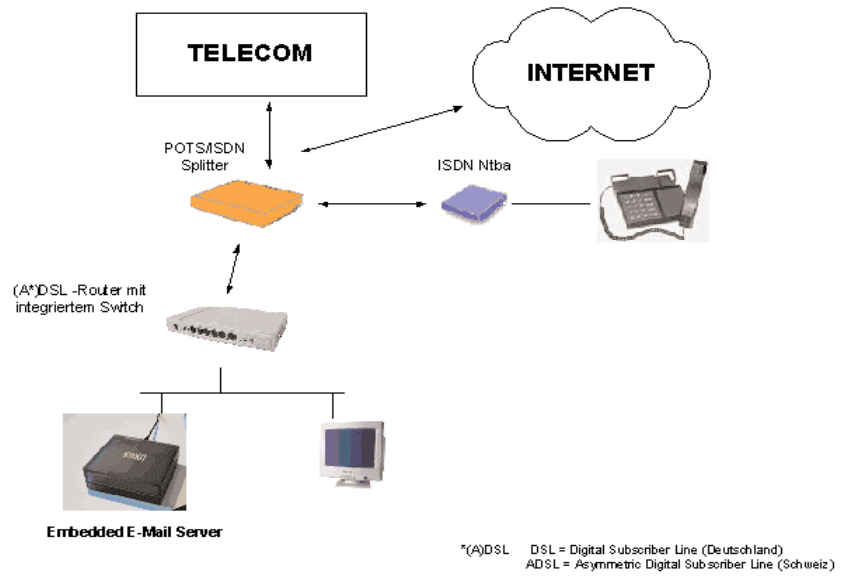 TELECOM
INTERNET
POTS/ISDN
Splitter
ISDN Ntba
(A*)DSL -Router mit
integriertem Switch
Embedded E-Mail Server
*(A)DSL DSL = Digital Subscriber Line (Deutschland)
ADSL = Asymmetric Digital Subscriber Line (Schweiz)